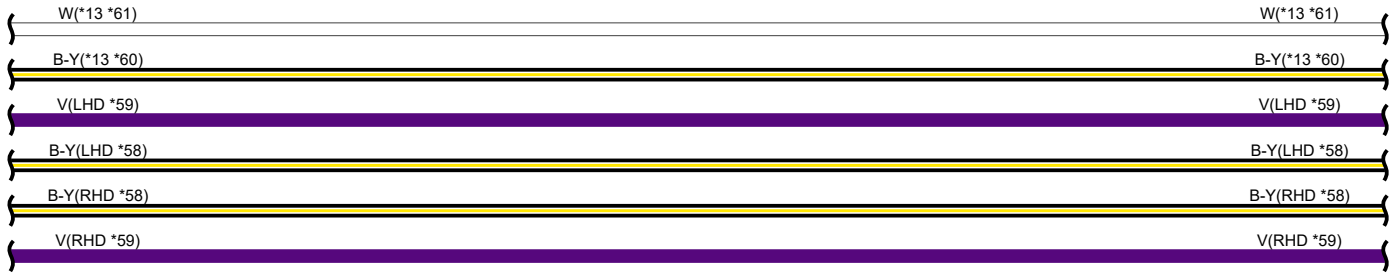 W(*13 *61) W(*13 *61)
B-Y(*13 *60) B-Y(*13 *60)
V(LHD *59) V(LHD *59)
B-Y(LHD *58) B-Y(LHD *58)
B-Y(RHD *58) B-Y(RHD *58)
V(RHD *59) V(RHD *59)